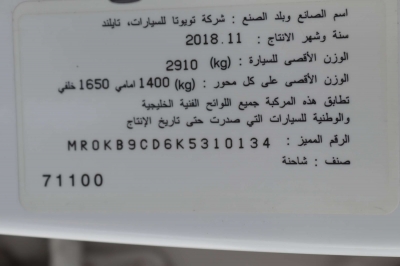 اسم الصانع وبلد الصنع : شركة تويوتا للسيارات، تايلند
سنة وشهر الانتاج : 2018.11
الوزن الأقصى للسيارة : 2910 (kg)
الوزن الأقصى على كل محور : (kg) 1400 امامي 1650 خلفي
تطابق هذه المركبة جميع اللوائح الفنية الخليجية
والوطنية للسيارات التي صدرت حتى تاريخ الإنتاج
الرقم المميز : MR0KB9CD6K5310134
صنف : شاحنة
71100